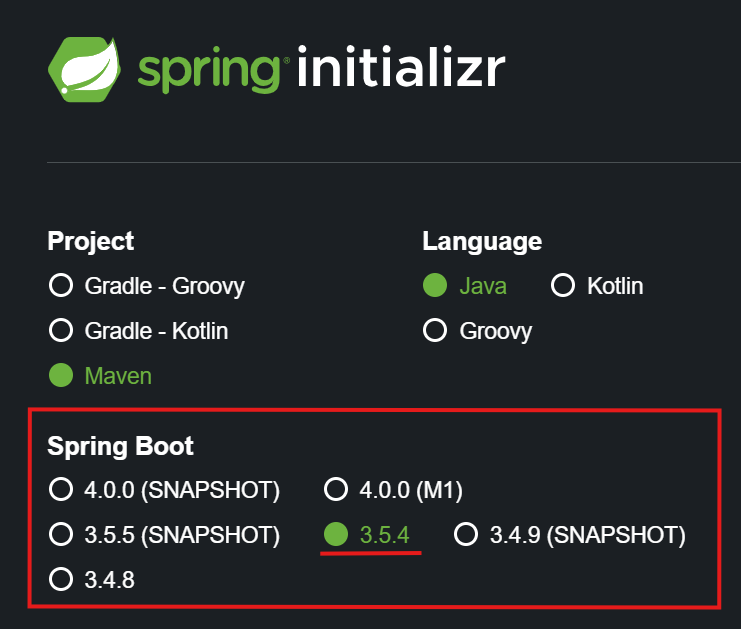 spring initializr
Project
Language
Gradle - Groovy
Java
Kotlin
Gradle - Kotlin
Groovy
Maven
Spring Boot
4.0.0 (SNAPSHOT)
4.0.0 (M1)
3.5.5 (SNAPSHOT)
3.5.4
3.4.9 (SNAPSHOT)
3.4.8